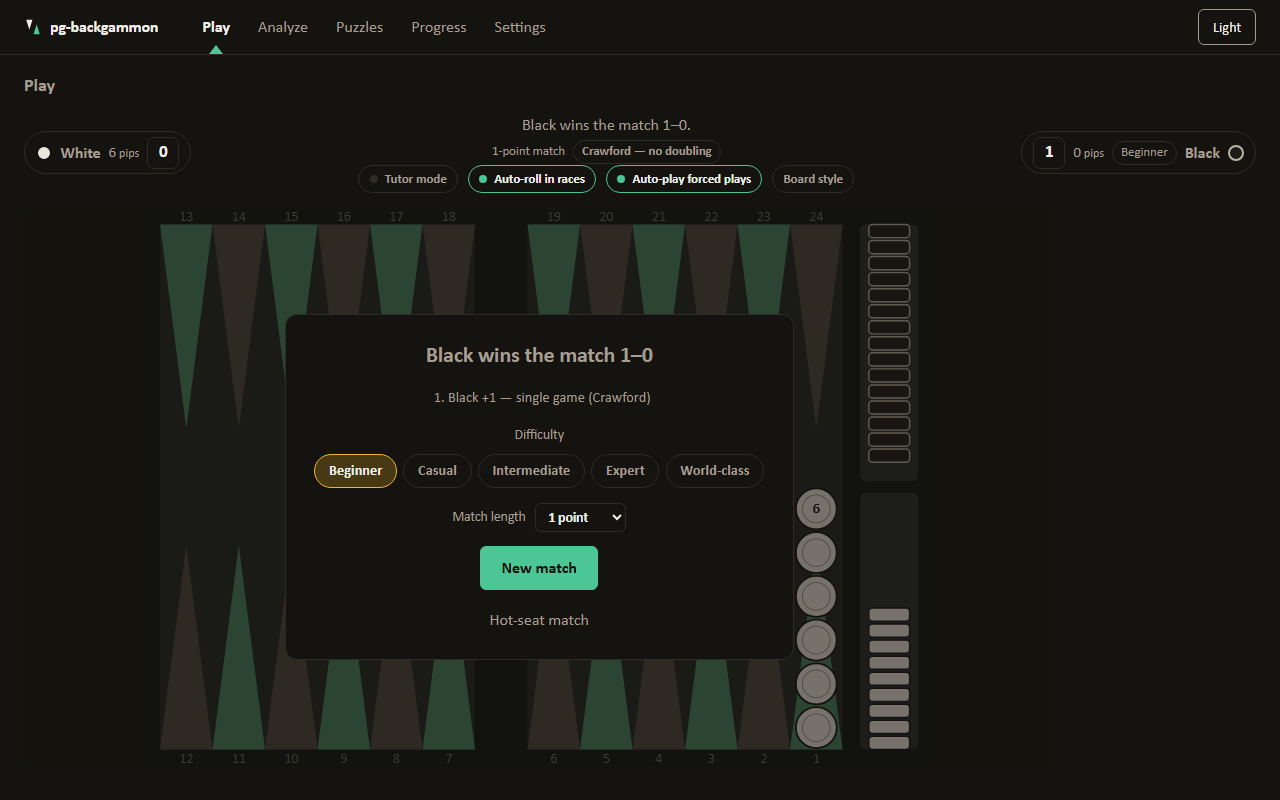 pg-backgammon Play Analyze Puzzles Progress Settings Light
Play
Black wins the match 1–0.
White 6 pips 0
1-point match Crawford — no doubling
1 0 pips Beginner Black
Tutor mode Auto-roll in races Auto-play forced plays Board style
13 14 15 16 17 18 19 20 21 22 23 24
Black wins the match 1–0
1. Black +1 — single game (Crawford)
Difficulty
Beginner Casual Intermediate Expert World-class
6
Match length 1 point
New match
Hot-seat match
12 11 10 9 8 7 6 5 4 3 2 1